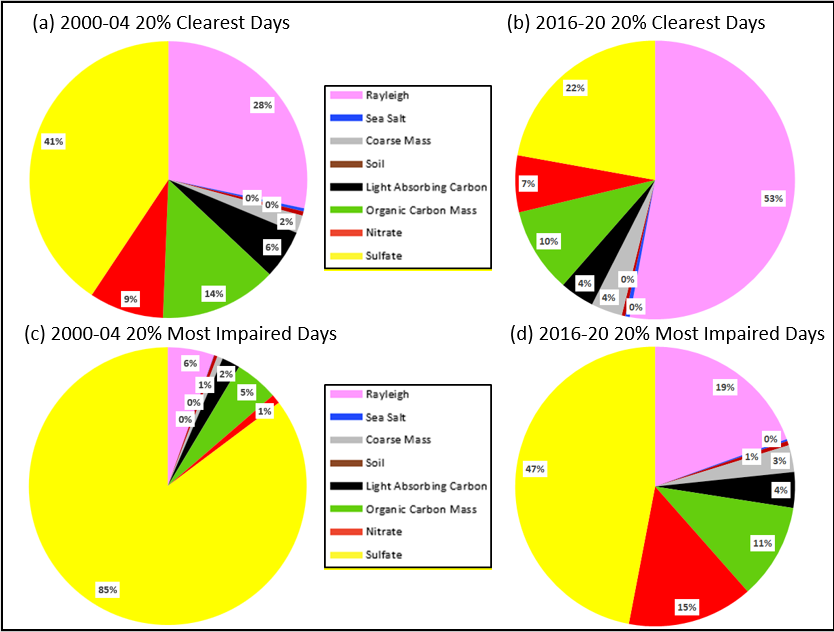 (a) 2000-04 20% Clearest Days
28%
0%
0%
2%
6%
14%
9%
41%
Rayleigh
Sea Salt
Coarse Mass
Soil
Light Absorbing Carbon
Organic Carbon Mass
Nitrate
Sulfate
(b) 2016-20 20% Clearest Days
53%
0%
0%
4%
4%
10%
7%
22%
(c) 2000-04 20% Most Impaired Days
6%
0%
0%
1%
2%
5%
1%
85%
Rayleigh
Sea Salt
Coarse Mass
Soil
Light Absorbing Carbon
Organic Carbon Mass
Nitrate
Sulfate
(d) 2016-20 20% Most Impaired Days
19%
0%
1%
3%
4%
11%
15%
47%